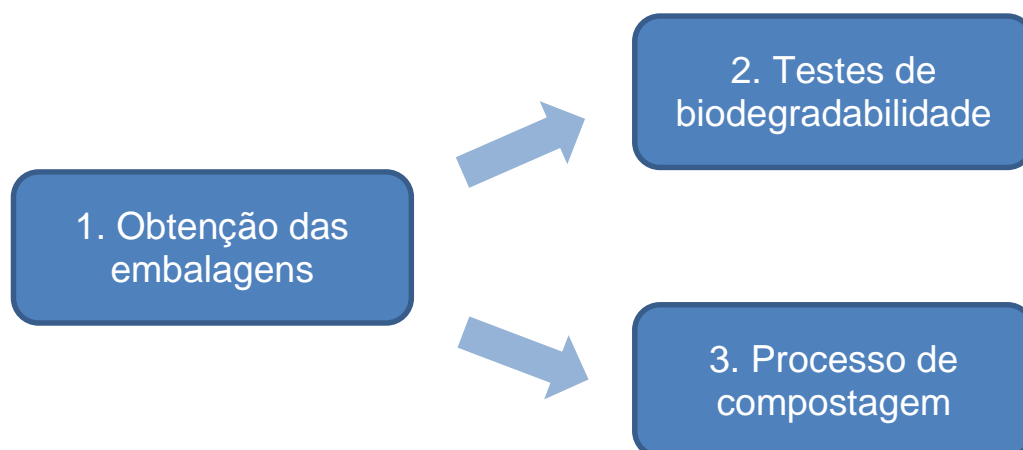 2. Testes de
biodegradabilidade
1. Obtenção das
embalagens
3. Processo de
compostagem